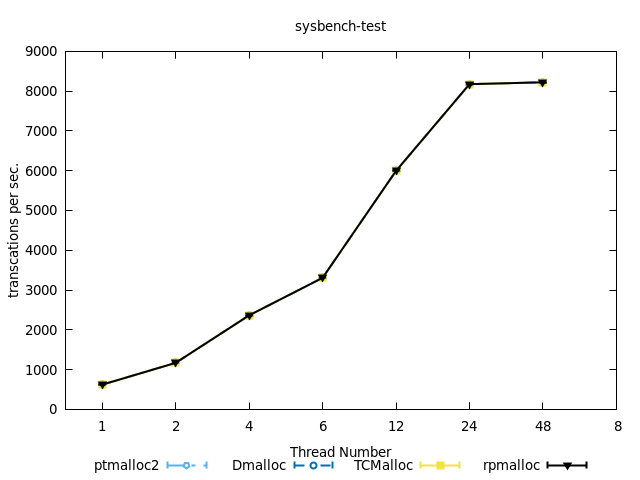 sysbench-test
9000
8000
7000
6000
5000
4000
3000
2000
1000
0
transcations per sec.
1 2 4 6 12 24 48 8
Thread Number
ptmalloc2 Dmalloc TCMalloc rpmalloc